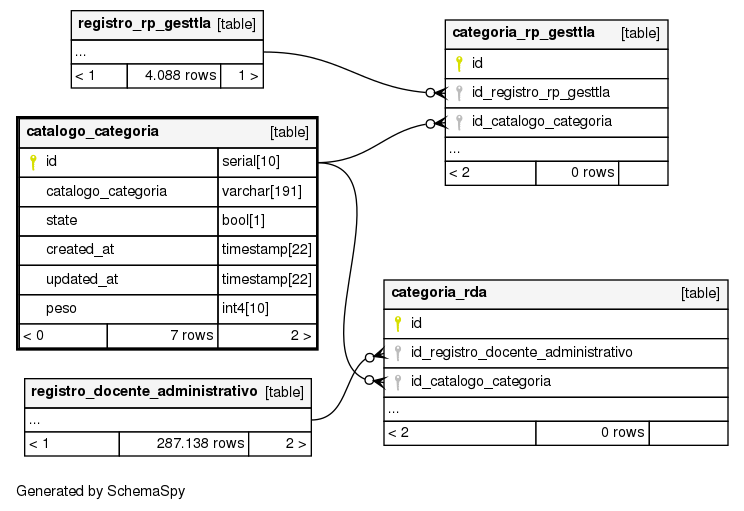 registro_rp_gesttla [table]
...
< 1 4.088 rows 1 >
categoria_rp_gesttla [table]
id
id_registro_rp_gesttla
id_catalogo_categoria
...
< 2 0 rows
catalogo_categoria [table]
id serial[10]
catalogo_categoria varchar[191]
state bool[1]
created_at timestamp[22]
updated_at timestamp[22]
peso int4[10]
< 0 7 rows 2 >
categoria_rda [table]
id
id_registro_docente_administrativo
id_catalogo_categoria
...
< 2 0 rows
registro_docente_administrativo [table]
...
< 1 287.138 rows 2 >
Generated by SchemaSpy